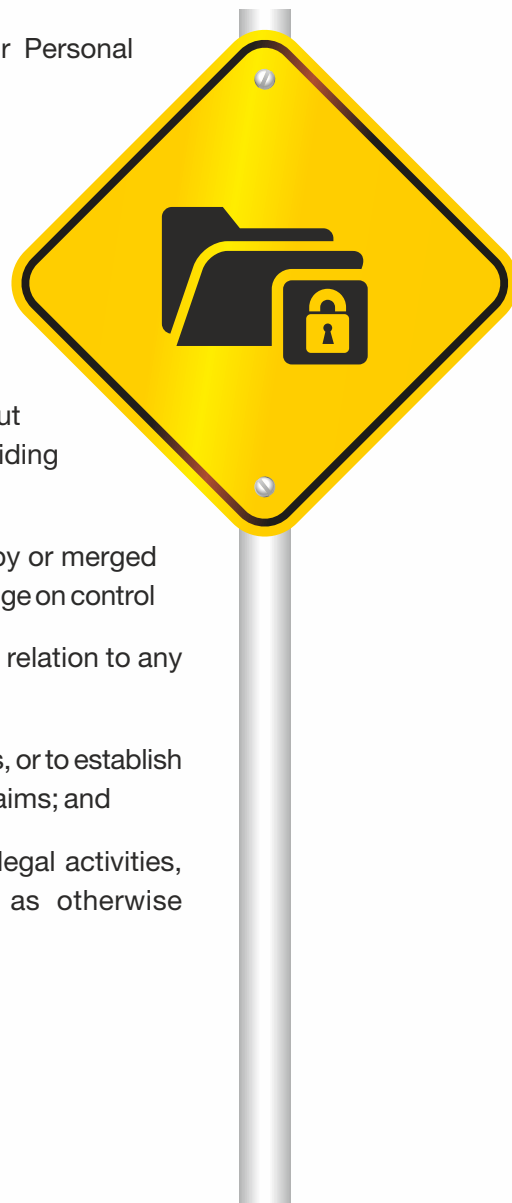 r Personal
ut
iding
by or merged
ge on control
relation to any
s, or to establish
aims; and
legal activities,
as otherwise